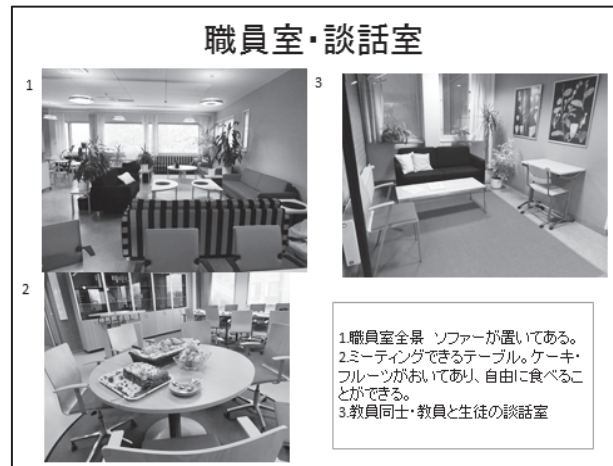 職員室・談話室
1
3
2
1.職員室全景　ソファーが置いてある。
2.ミーティングできるテーブル。ケーキ・
フルーツがおいてあり、自由に食べるこ
とができる。
3.教員同士・教員と生徒の談話室